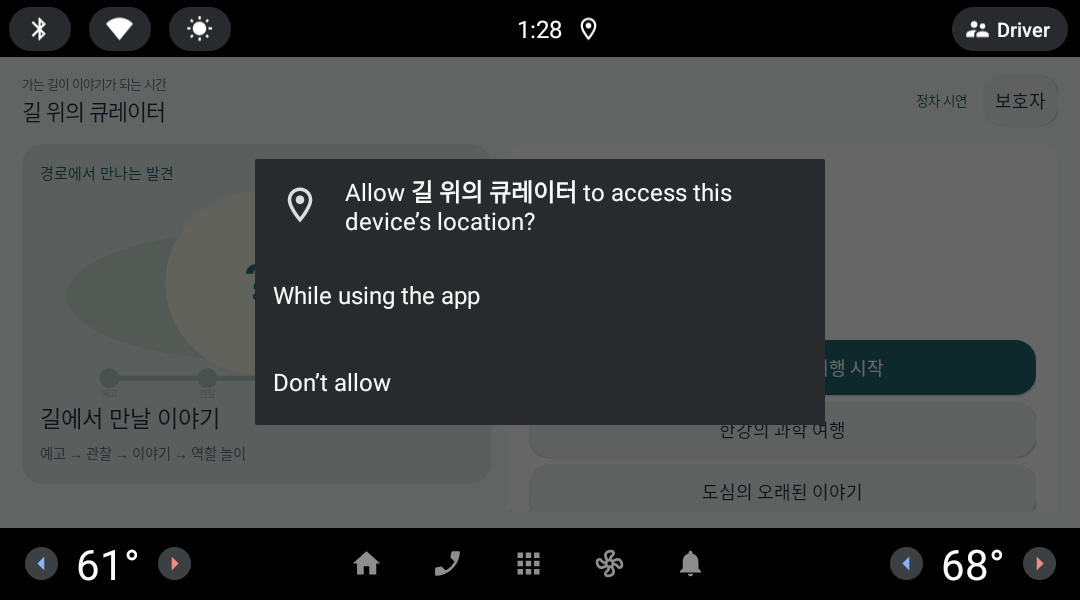 1:28
Driver
가는 길이 이야기가 되는 시간
길 위의 큐레이터
정차 시연
보호자
경로에서 만나는 발견
Allow 길 위의 큐레이터 to access this
device's location?
While using the app
Don't allow
행 시작
예고
관찰
길에서 만날 이야기
예고 → 관찰 → 이야기 → 역할 놀이
한강의 과학 여행
도심의 오래된 이야기
61°
68°